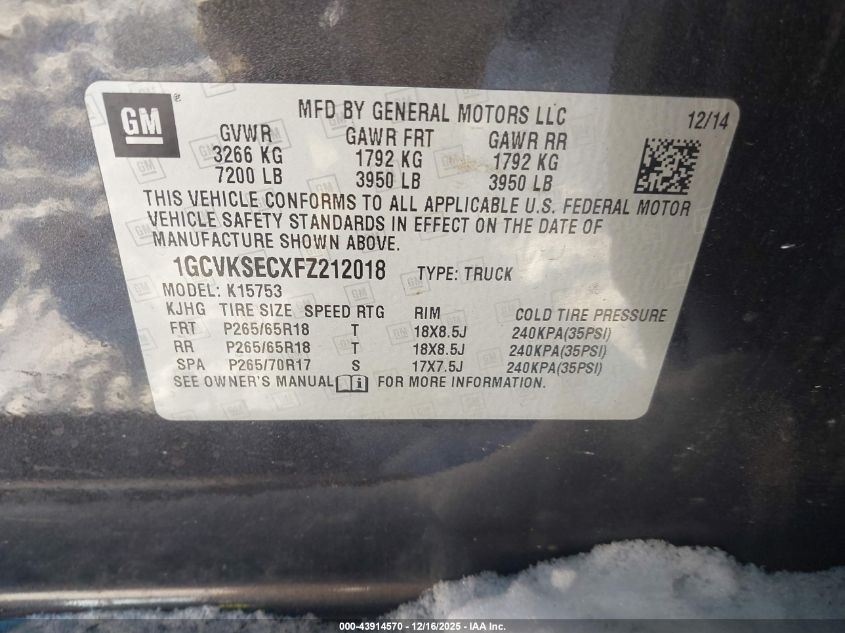 GM®
MFD BY GENERAL MOTORS LLC 12/14
GVWR GAWR FRT GAWR RR
3266 KG 1792 KG 1792 KG
7200 LB 3950 LB 3950 LB
THIS VEHICLE CONFORMS TO ALL APPLICABLE U.S. FEDERAL MOTOR
VEHICLE SAFETY STANDARDS IN EFFECT ON THE DATE OF
MANUFACTURE SHOWN ABOVE.
1GCVKSECXFZ212018 TYPE: TRUCK
MODEL: K15753
KJHG TIRE SIZE SPEED RTG RIM COLD TIRE PRESSURE
FRT P265/65R18 T 18X8.5J 240KPA(35PSI)
RR P265/65R18 T 18X8.5J 240KPA(35PSI)
SPA P265/70R17 S 17X7.5J 240KPA(35PSI)
SEE OWNER'S MANUAL FOR MORE INFORMATION.
000-43914570 - 12/16/2025 - IAA Inc.